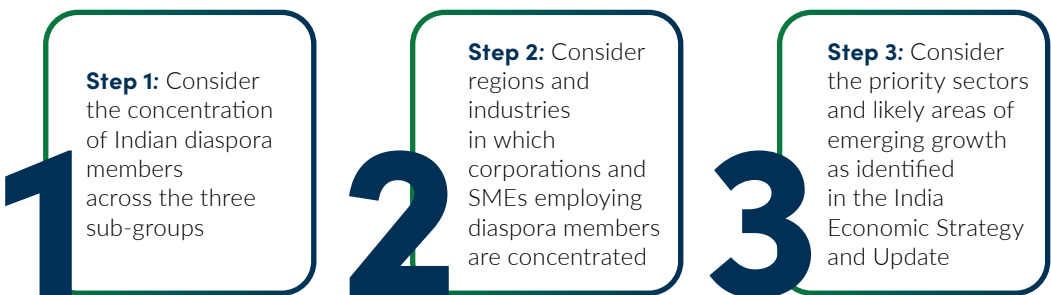 1
Step 1: Consider
the concentration
of Indian diaspora
members
across the three
sub-groups
2
Step 2: Consider
regions and
industries
in which
corporations and
SMEs employing
diaspora members
are concentrated
3
Step 3: Consider
the priority sectors
and likely areas of
emerging growth
as identified
in the India
Economic Strategy
and Update